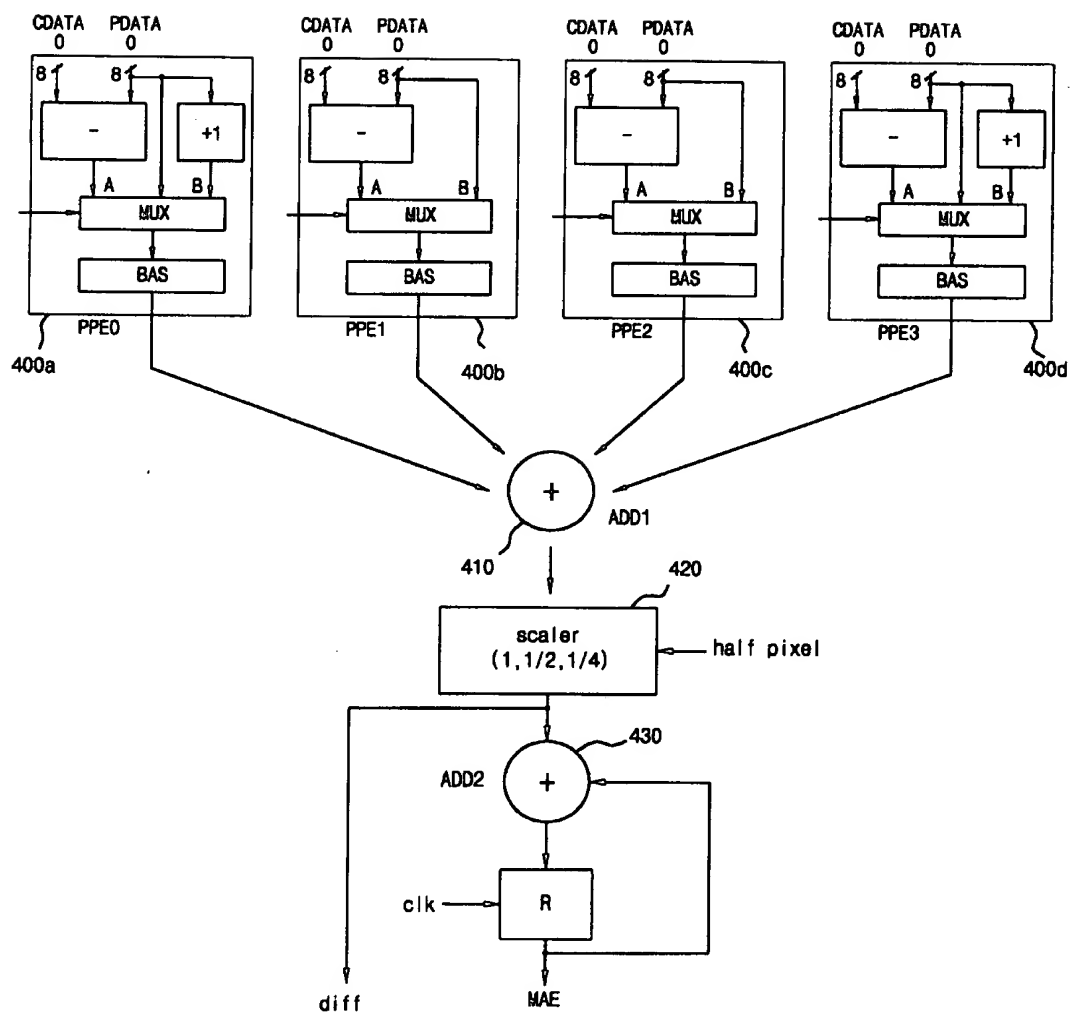 CDATA PDATA CDATA PDATA CDATA PDATA CDATA PDATA
0 0 0 0 0 0 0 0
8 8 8 8 8 8 8 8
- +1 - - - +1
A B A B A B A B
MUX MUX MUX MUX
BAS BAS BAS BAS
PPE0 PPE1 PPE2 PPE3
400a 400b 400c 400d
+
ADD1
410
420
scaler
(1,1/2,1/4)
half pixel
430
ADD2
+
clk
R
diff
MAE